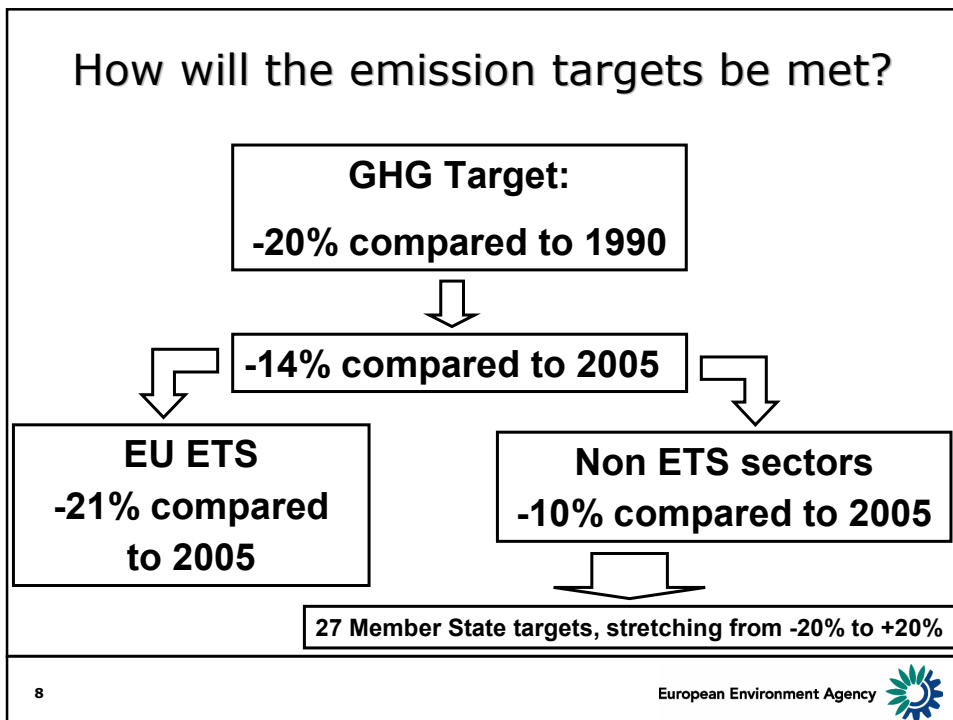 How will the emission targets be met?
GHG Target:
-20% compared to 1990
-14% compared to 2005
EU ETS
-21% compared
to 2005
Non ETS sectors
-10% compared to 2005
27 Member State targets, stretching from -20% to +20%
8
European Environment Agency